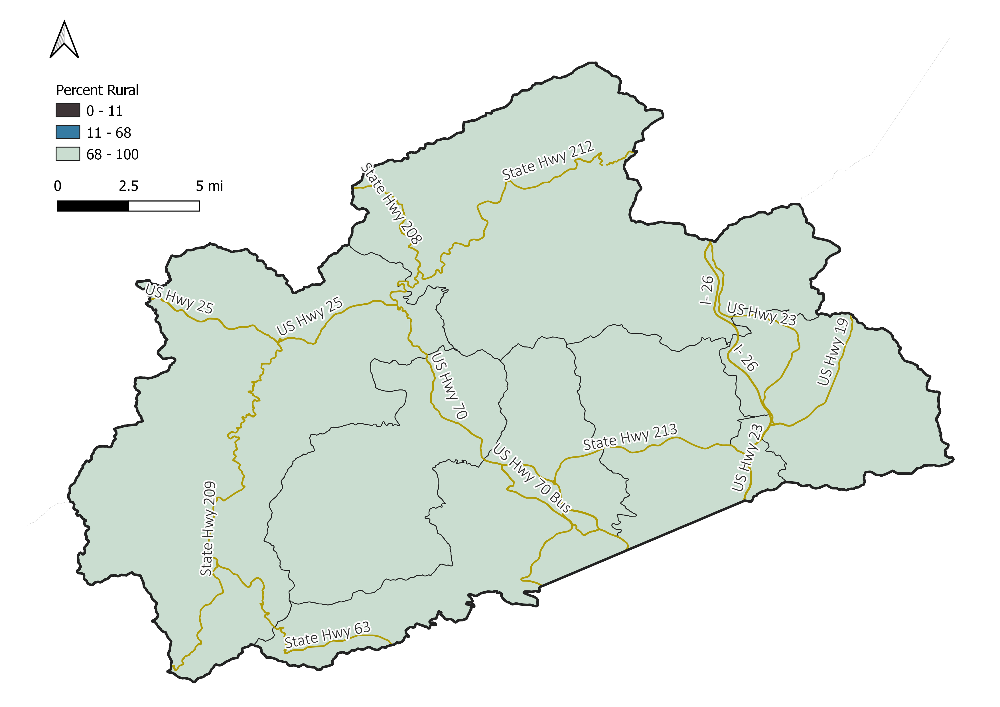 Percent Rural
0 - 11
11 - 68
68 - 100
0 2.5 5 mi
State Hwy 212
State Hwy 208
US Hwy 25
US Hwy 25
I- 26
US Hwy 23
US Hwy 19
I- 26
US Hwy 70
State Hwy 213
US Hwy 23
US Hwy 70 Bus
State Hwy 209
State Hwy 63